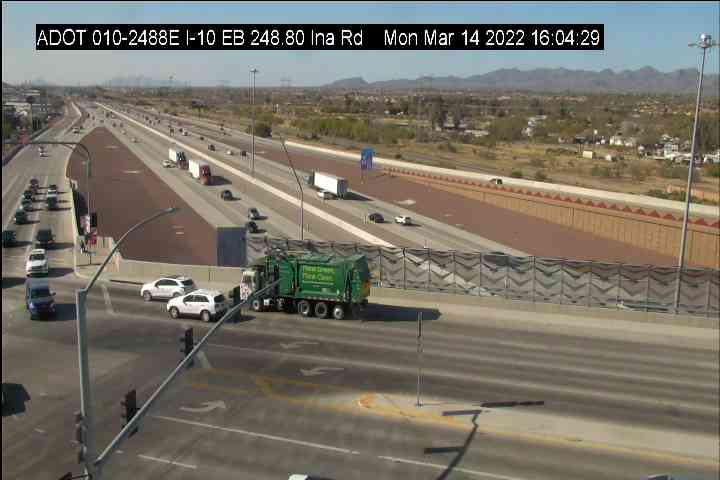 ADOT 010-2488E I-10 EB 248.80 Ina Rd    Mon Mar 14 2022 16:04:29
Think Green.
Think Clean.